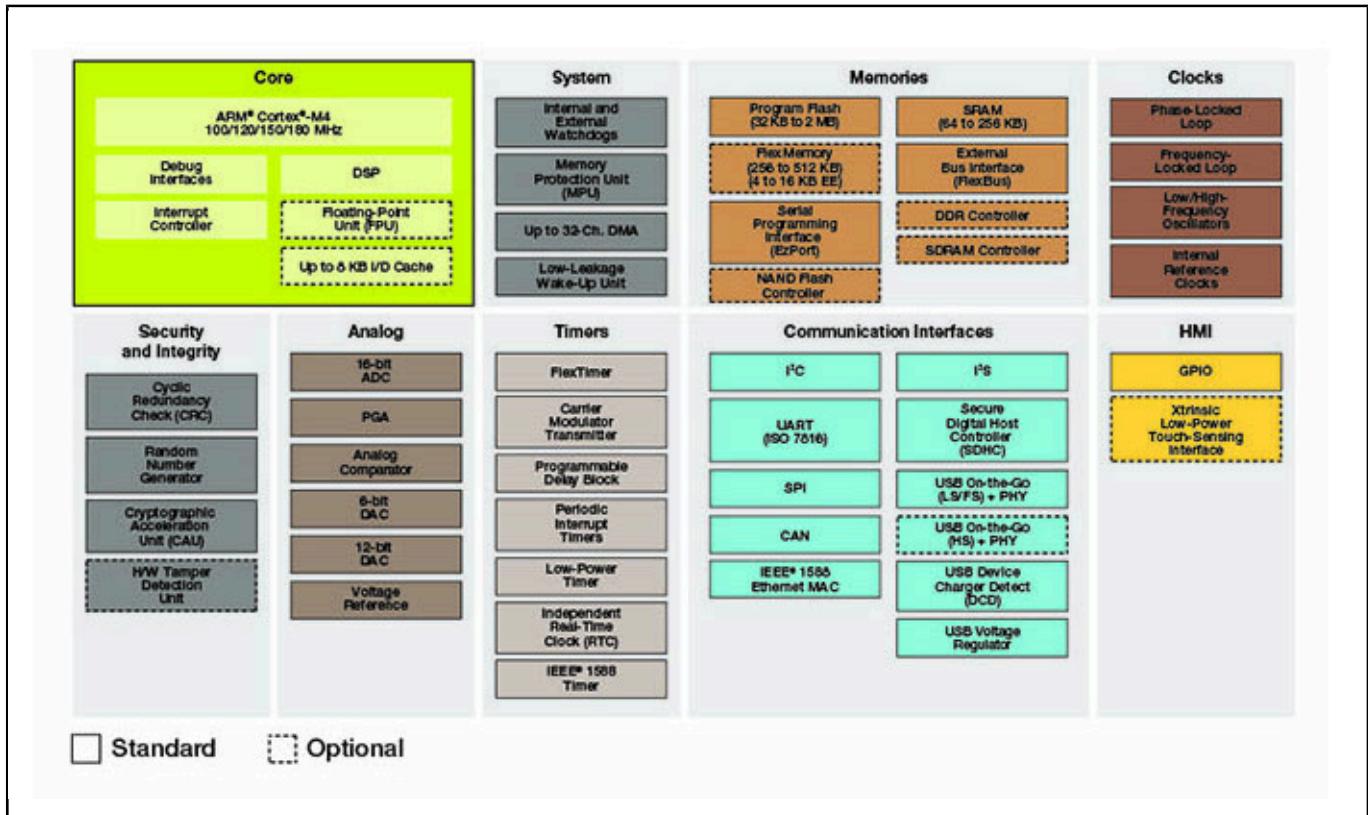 Core
ARM® Cortex®-M4
100/120/150/180 MHz
Debug
Interfaces
DSP
Interrupt
Controller
Floating-Point
Unit (FPU)
Up to 8 KB I/D Cache
System
Internal and
External
Watchdogs
Memory
Protection Unit
(MPU)
Up to 32-Ch. DMA
Low-Leakage
Wake-Up Unit
Memories
Program Flash
(32 KB to 2 MB)
SRAM
(64 to 256 KB)
FlexMemory
(256 to 512 KB)
(4 to 16 KB EE)
External
Bus Interface
(FlexBus)
Serial
Programming
Interface
(EzPort)
DDR Controller
SDRAM Controller
NAND Flash
Controller
Clocks
Phase-Locked
Loop
Frequency-
Locked Loop
Low/High-
Frequency
Oscillators
Internal
Reference
Clocks
Security
and Integrity
Cyclic
Redundancy
Check (CRC)
Random
Number
Generator
Cryptographic
Acceleration
Unit (CAU)
H/W Tamper
Detection
Unit
Analog
16-bit
ADC
PGA
Analog
Comparator
6-bit
DAC
12-bit
DAC
Voltage
Reference
Timers
FlexTimer
Carrier
Modulator
Transmitter
Programmable
Delay Block
Periodic
Interrupt
Timers
Low-Power
Timer
Independent
Real-Time
Clock (RTC)
IEEE® 1588
Timer
Communication Interfaces
I²C
I²S
UART
(ISO 7816)
Secure
Digital Host
Controller
(SDHC)
SPI
USB On-the-Go
(LS/FS) + PHY
CAN
USB On-the-Go
(HS) + PHY
IEEE® 1588
Ethernet MAC
USB Device
Charger Detect
(DCD)
USB Voltage
Regulator
HMI
GPIO
Xtrinsic
Low-Power
Touch-Sensing
Interface
Standard
Optional